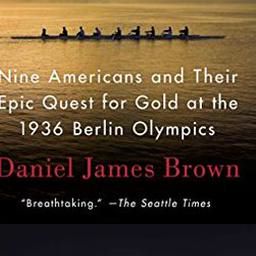 Nine Americans and Their
Epic Quest for Gold at the
1936 Berlin Olympics
Daniel James Brown
“Breathtaking.” —The Seattle Times